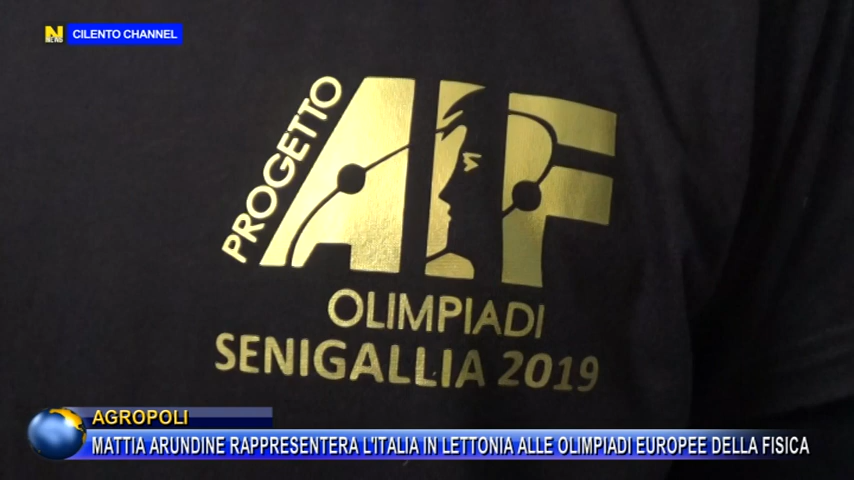 N
CILENTO CHANNEL
PROGETTO
AIF
OLIMPIADI
SENIGALLIA 2019
AGROPOLI
MATTIA ARUNDINE RAPPRESENTERA L'ITALIA IN LETTONIA ALLE OLIMPIADI EUROPEE DELLA FISICA